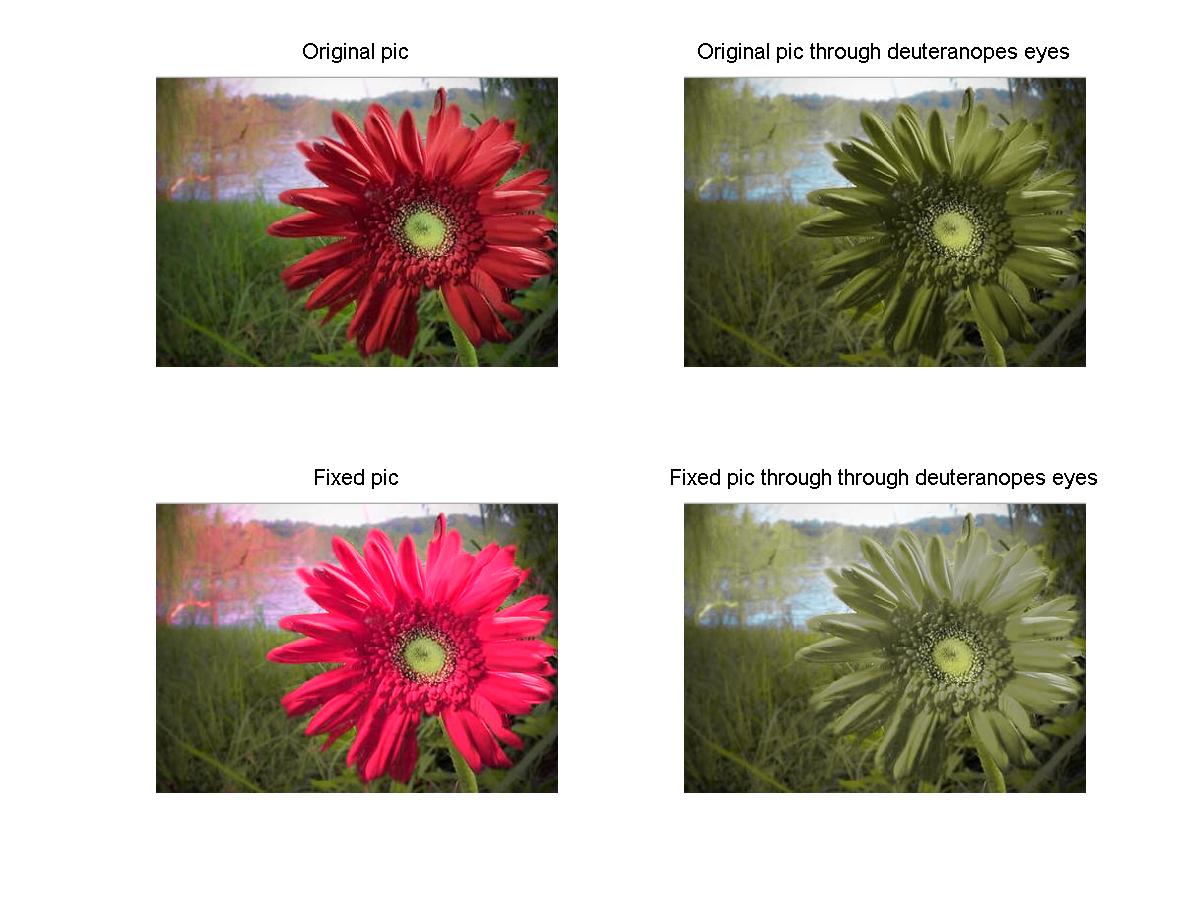 Original pic
Original pic through deuteranopes eyes
Fixed pic
Fixed pic through through deuteranopes eyes